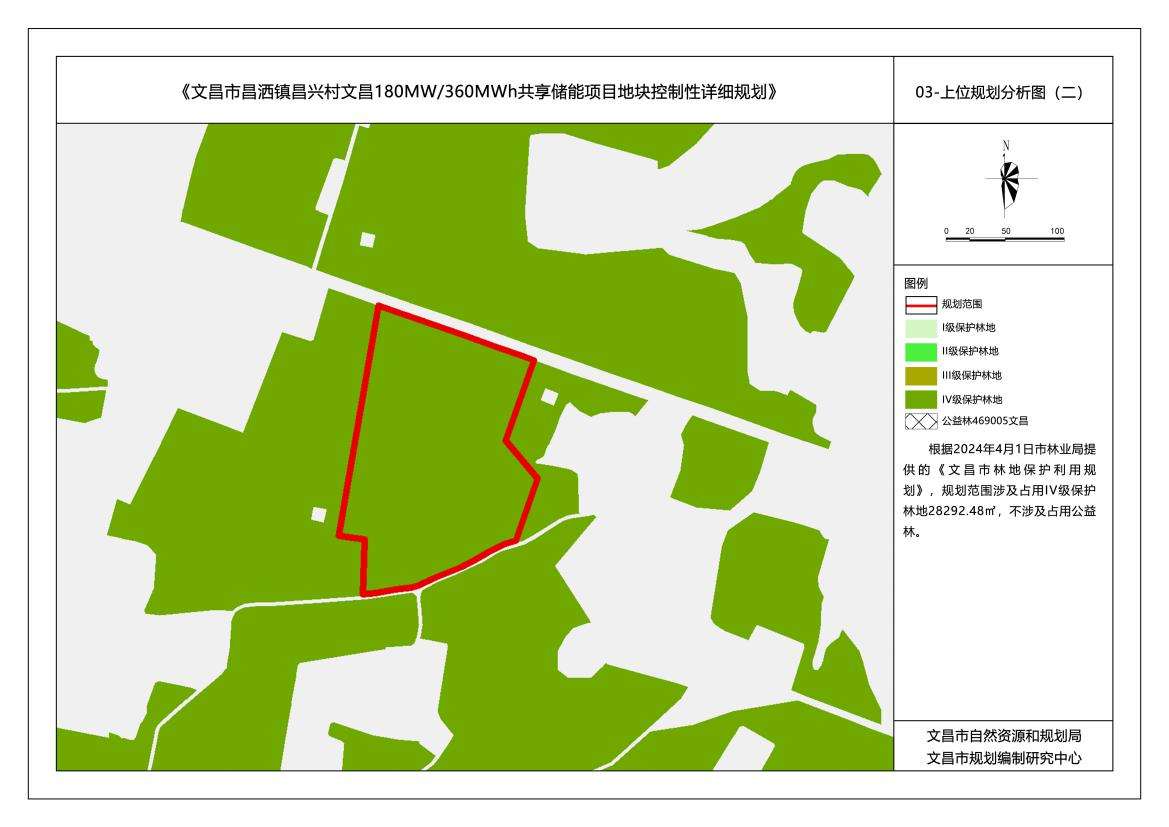 《文昌市昌洒镇昌兴村文昌180MW/360MWh共享储能项目地块控制性详细规划》
03-上位规划分析图（二）
N
0 20 50 100
图例
规划范围
I级保护林地
II级保护林地
III级保护林地
IV级保护林地
公益林469005文昌
根据2024年4月1日市林业局提
供的《文昌市林地保护利用规
划》，规划范围涉及占用IV级保护
林地28292.48㎡，不涉及占用公益
林。
文昌市自然资源和规划局
文昌市规划编制研究中心